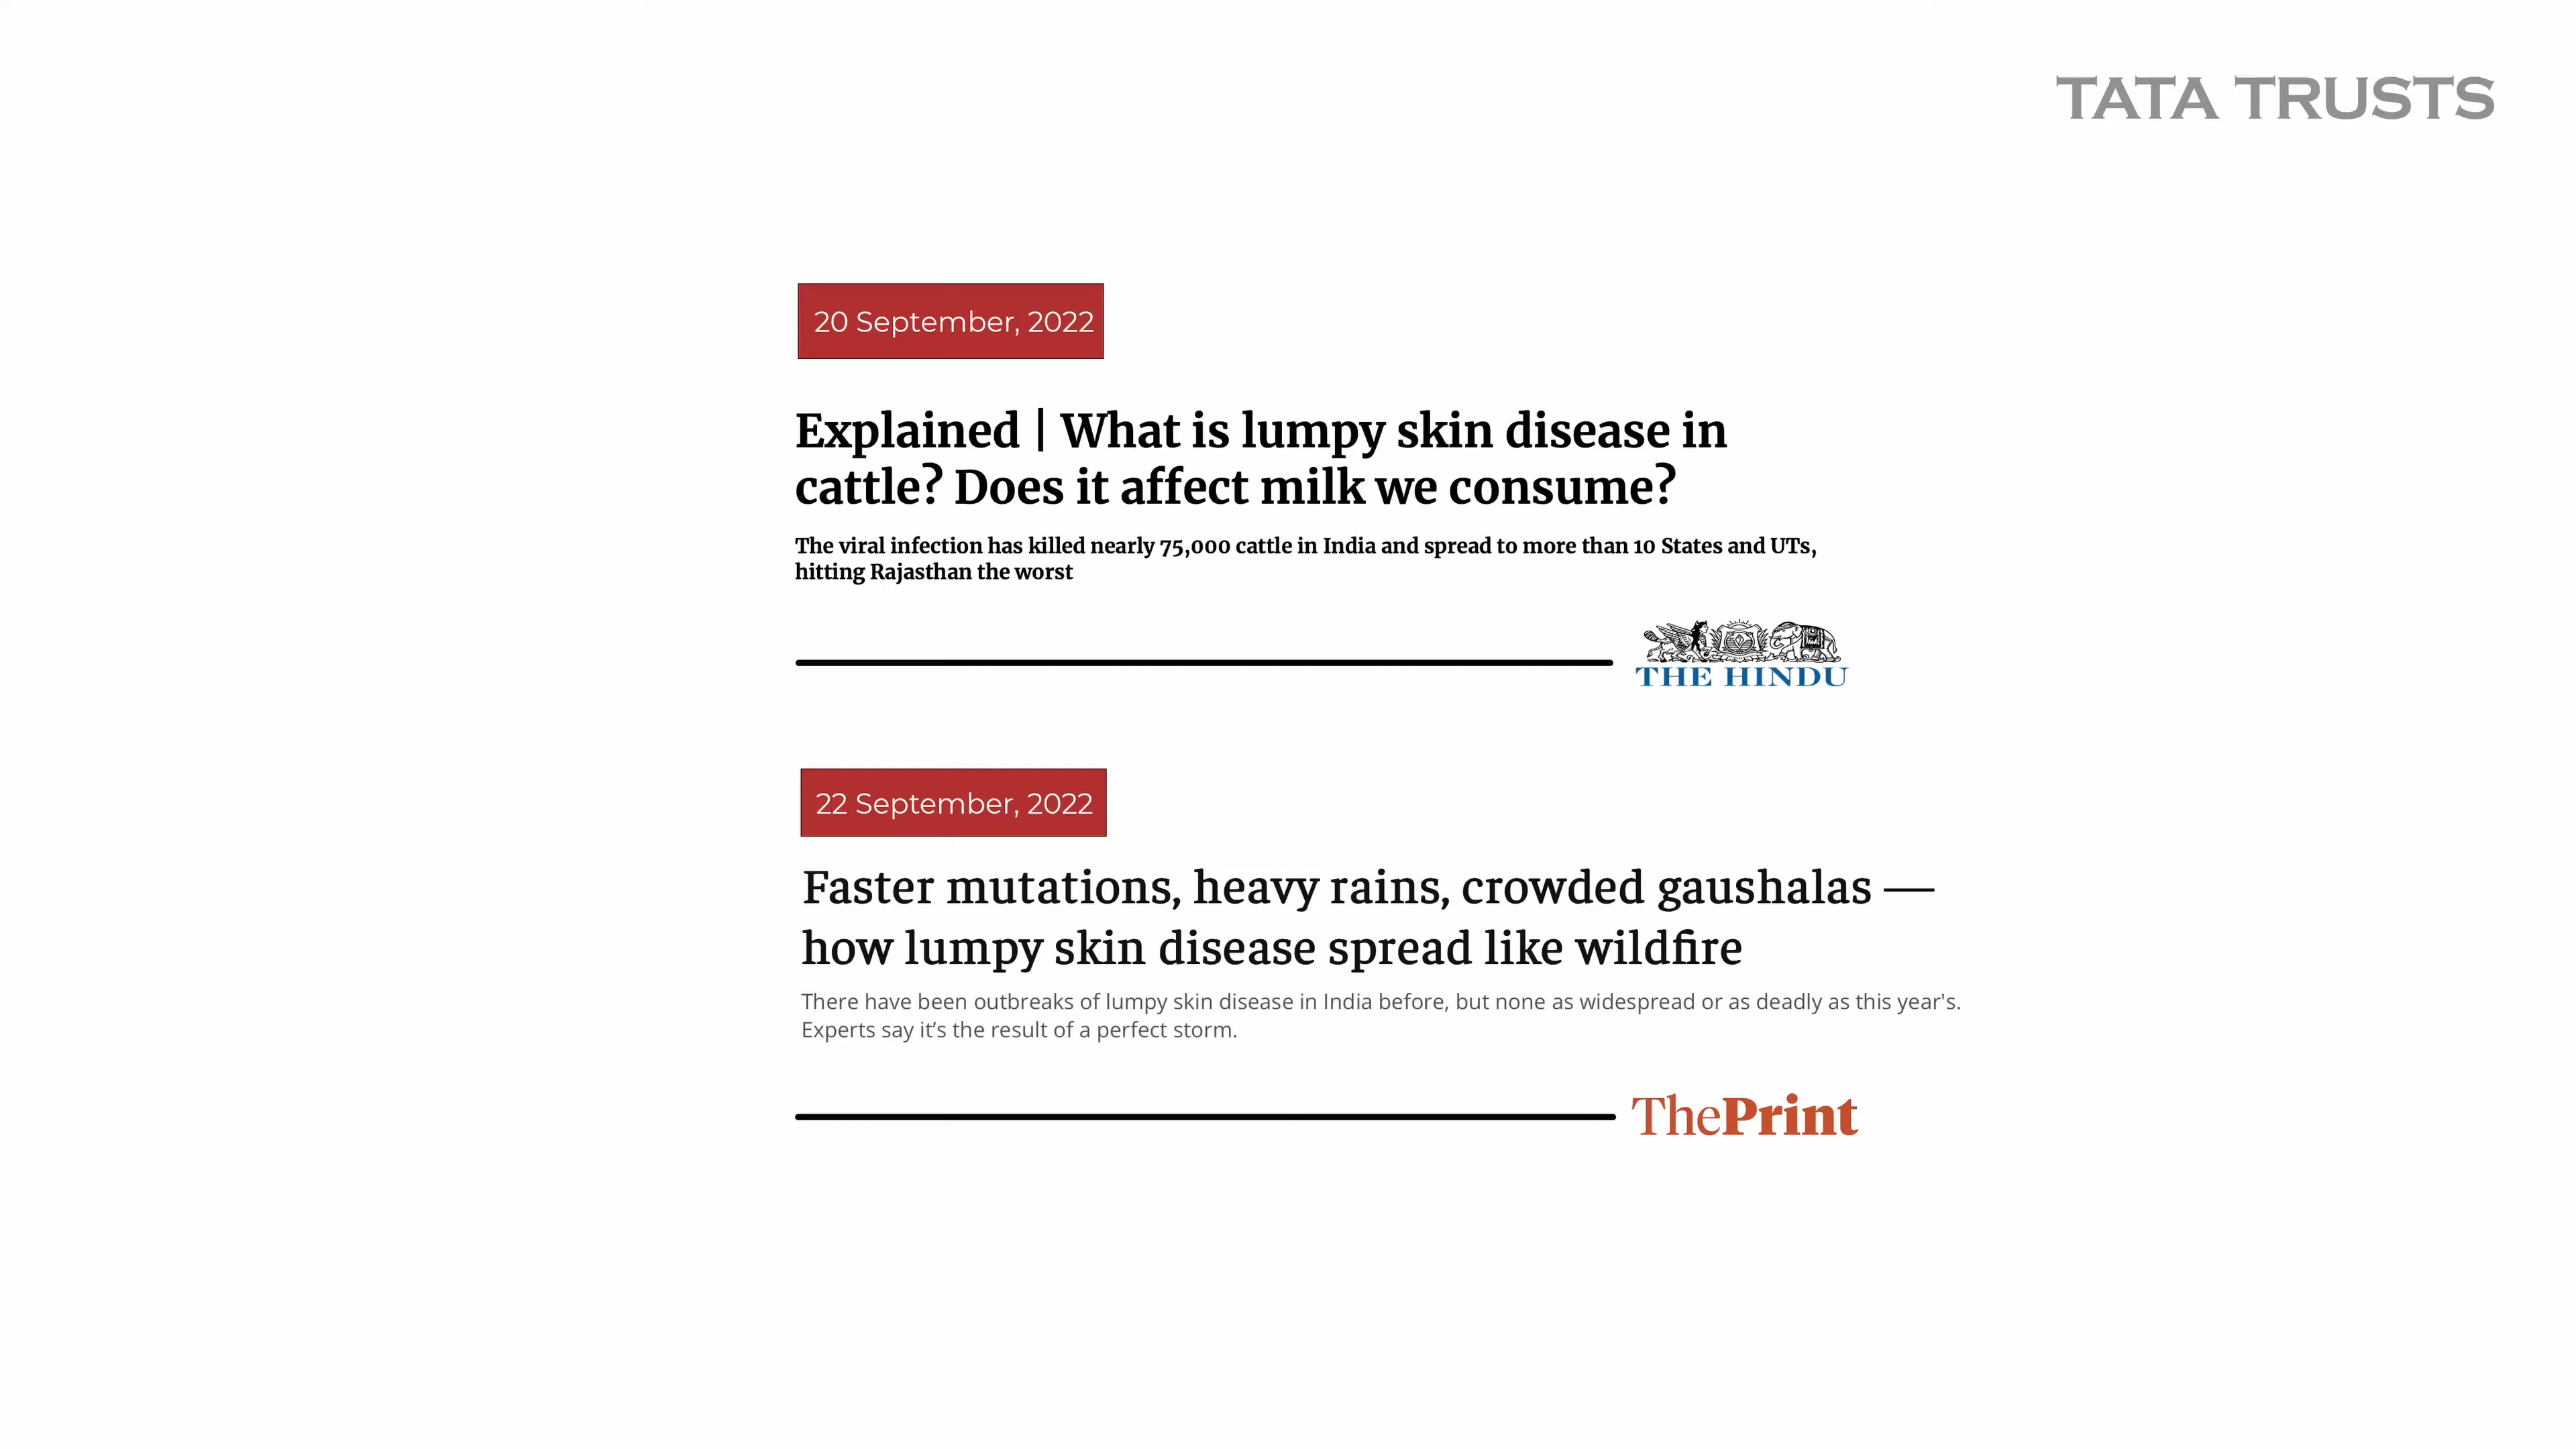 TATA TRUSTS
20 September, 2022
Explained | What is lumpy skin disease in
cattle? Does it affect milk we consume?
The viral infection has killed nearly 75,000 cattle in India and spread to more than 10 States and UTs,
hitting Rajasthan the worst
THE HINDU
22 September, 2022
Faster mutations, heavy rains, crowded gaushalas —
how lumpy skin disease spread like wildfire
There have been outbreaks of lumpy skin disease in India before, but none as widespread or as deadly as this year's.
Experts say it’s the result of a perfect storm.
ThePrint